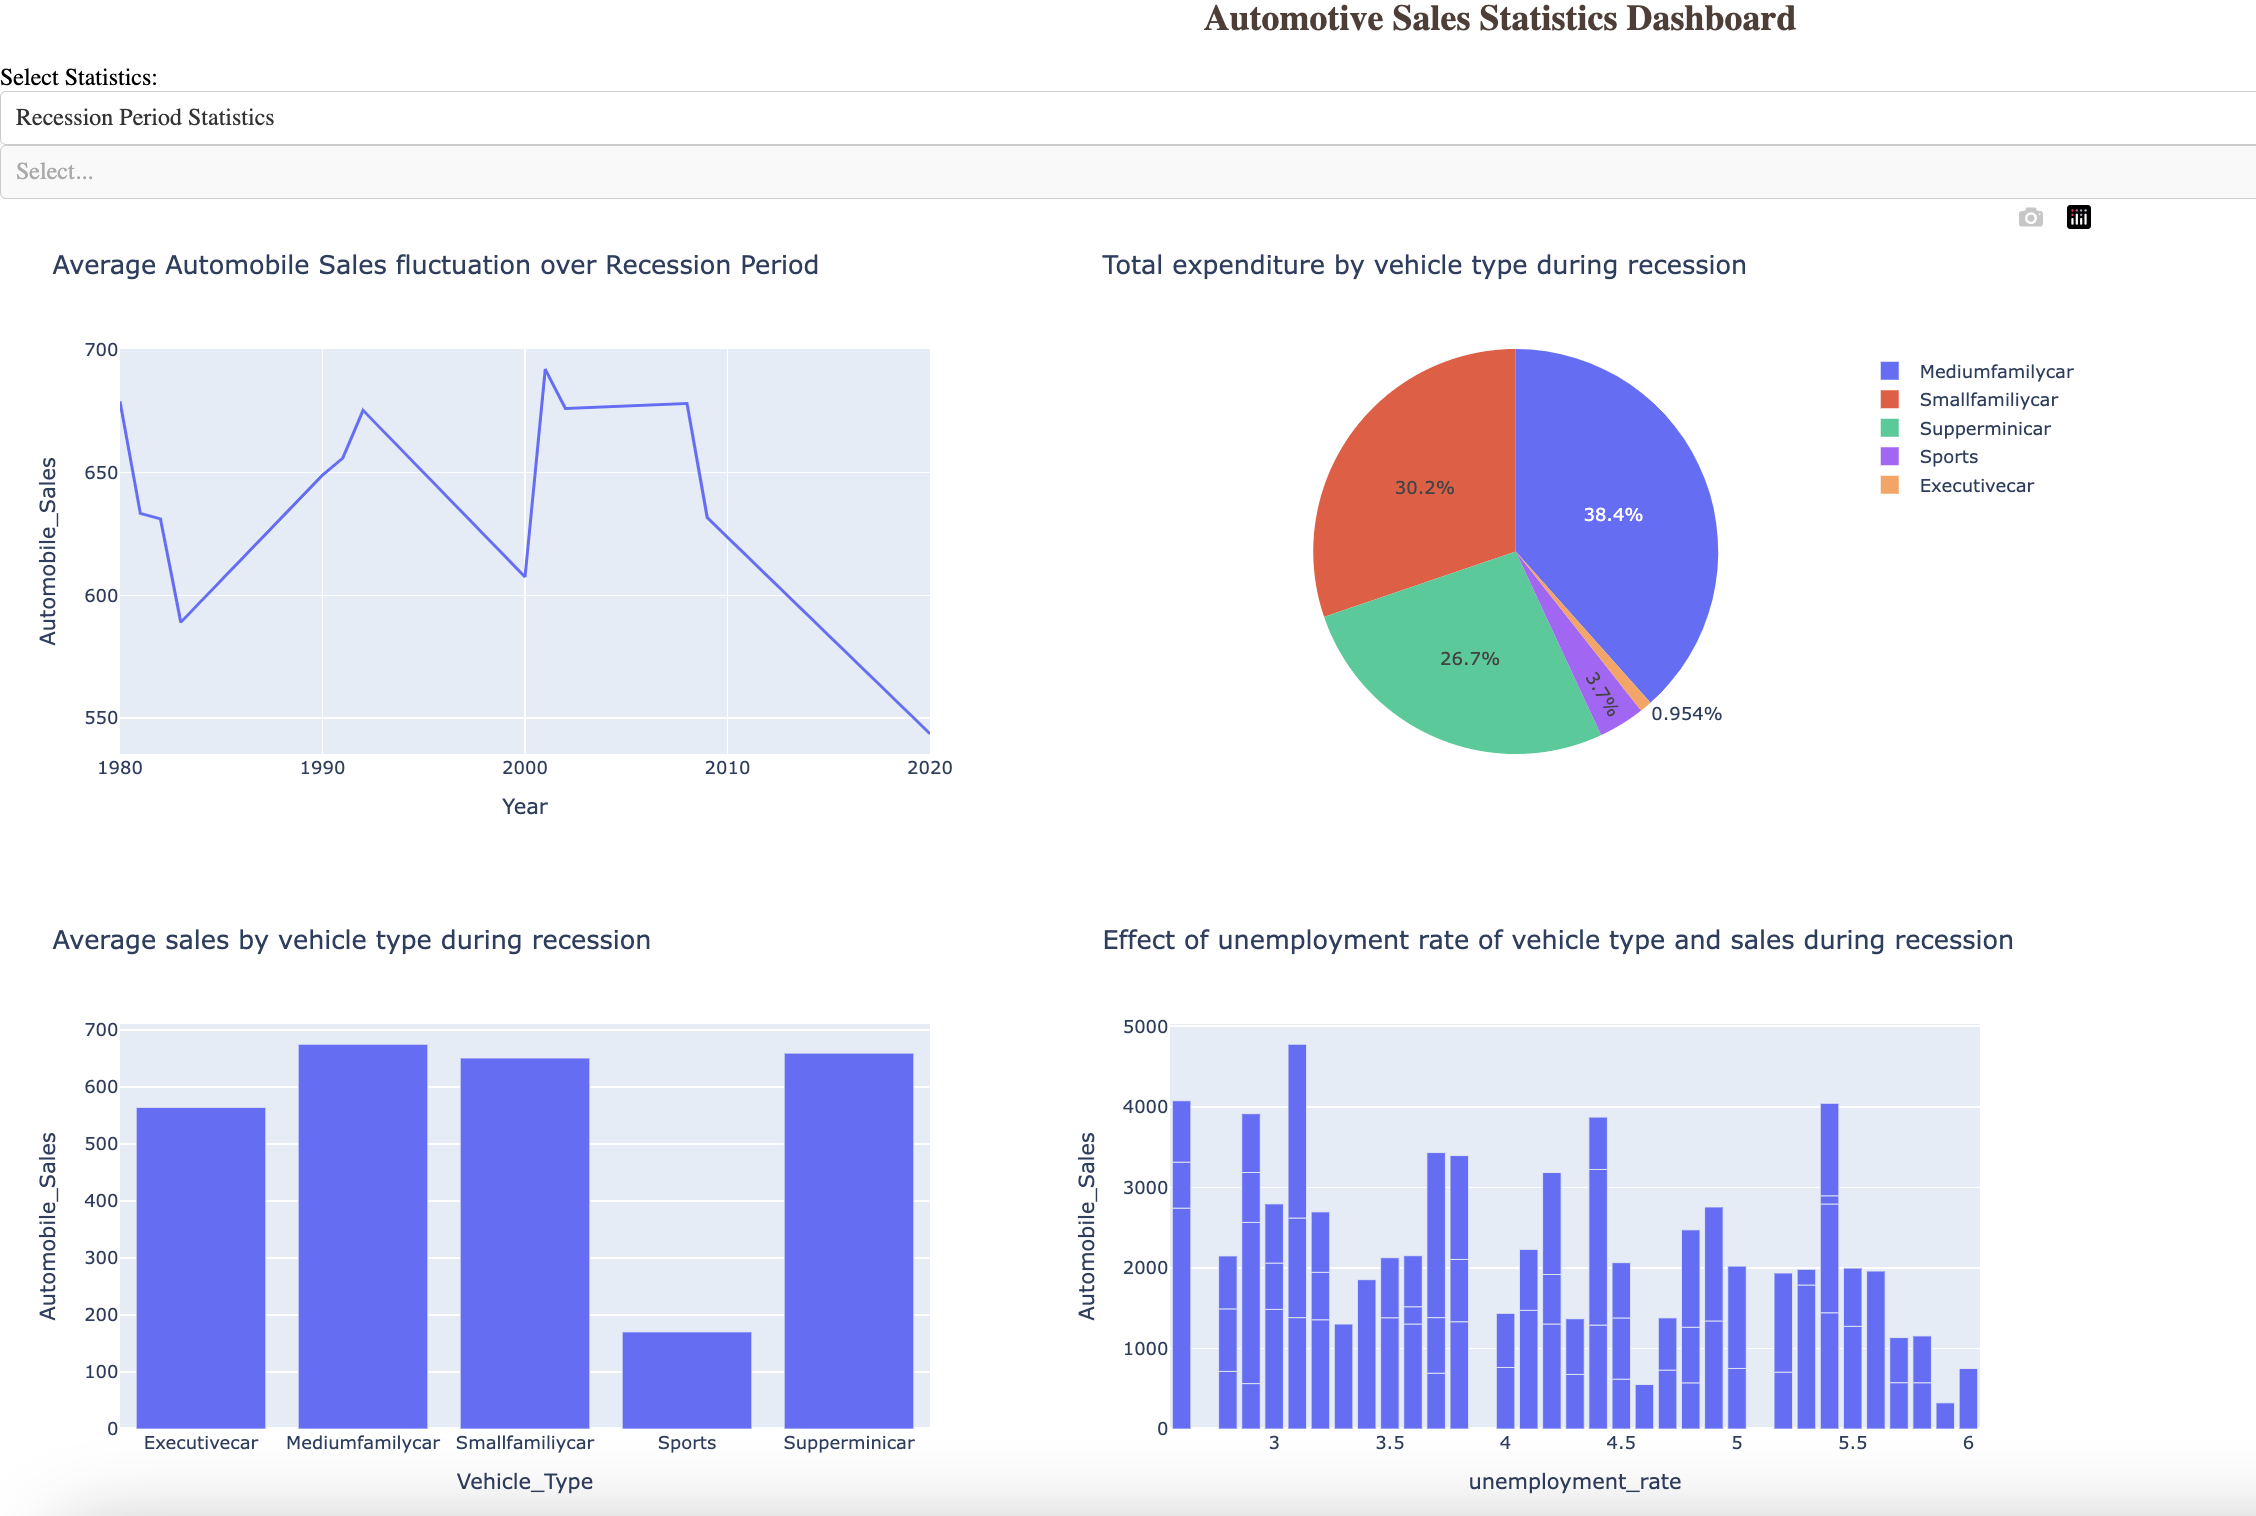 Automotive Sales Statistics Dashboard
Select Statistics:
Recession Period Statistics
Select...
Average Automobile Sales fluctuation over Recession Period
700
650
600
550
Automobile_Sales
1980 1990 2000 2010 2020
Year
Total expenditure by vehicle type during recession
38.4%
30.2%
26.7%
3.7%
0.954%
Mediumfamilycar
Smallfamiliycar
Supperminicar
Sports
Executivecar
Average sales by vehicle type during recession
700
600
500
400
300
200
100
0
Automobile_Sales
Executivecar Mediumfamilycar Smallfamiliycar Sports Supperminicar
Vehicle_Type
Effect of unemployment rate of vehicle type and sales during recession
5000
4000
3000
2000
1000
0
Automobile_Sales
3 3.5 4 4.5 5 5.5 6
unemployment_rate